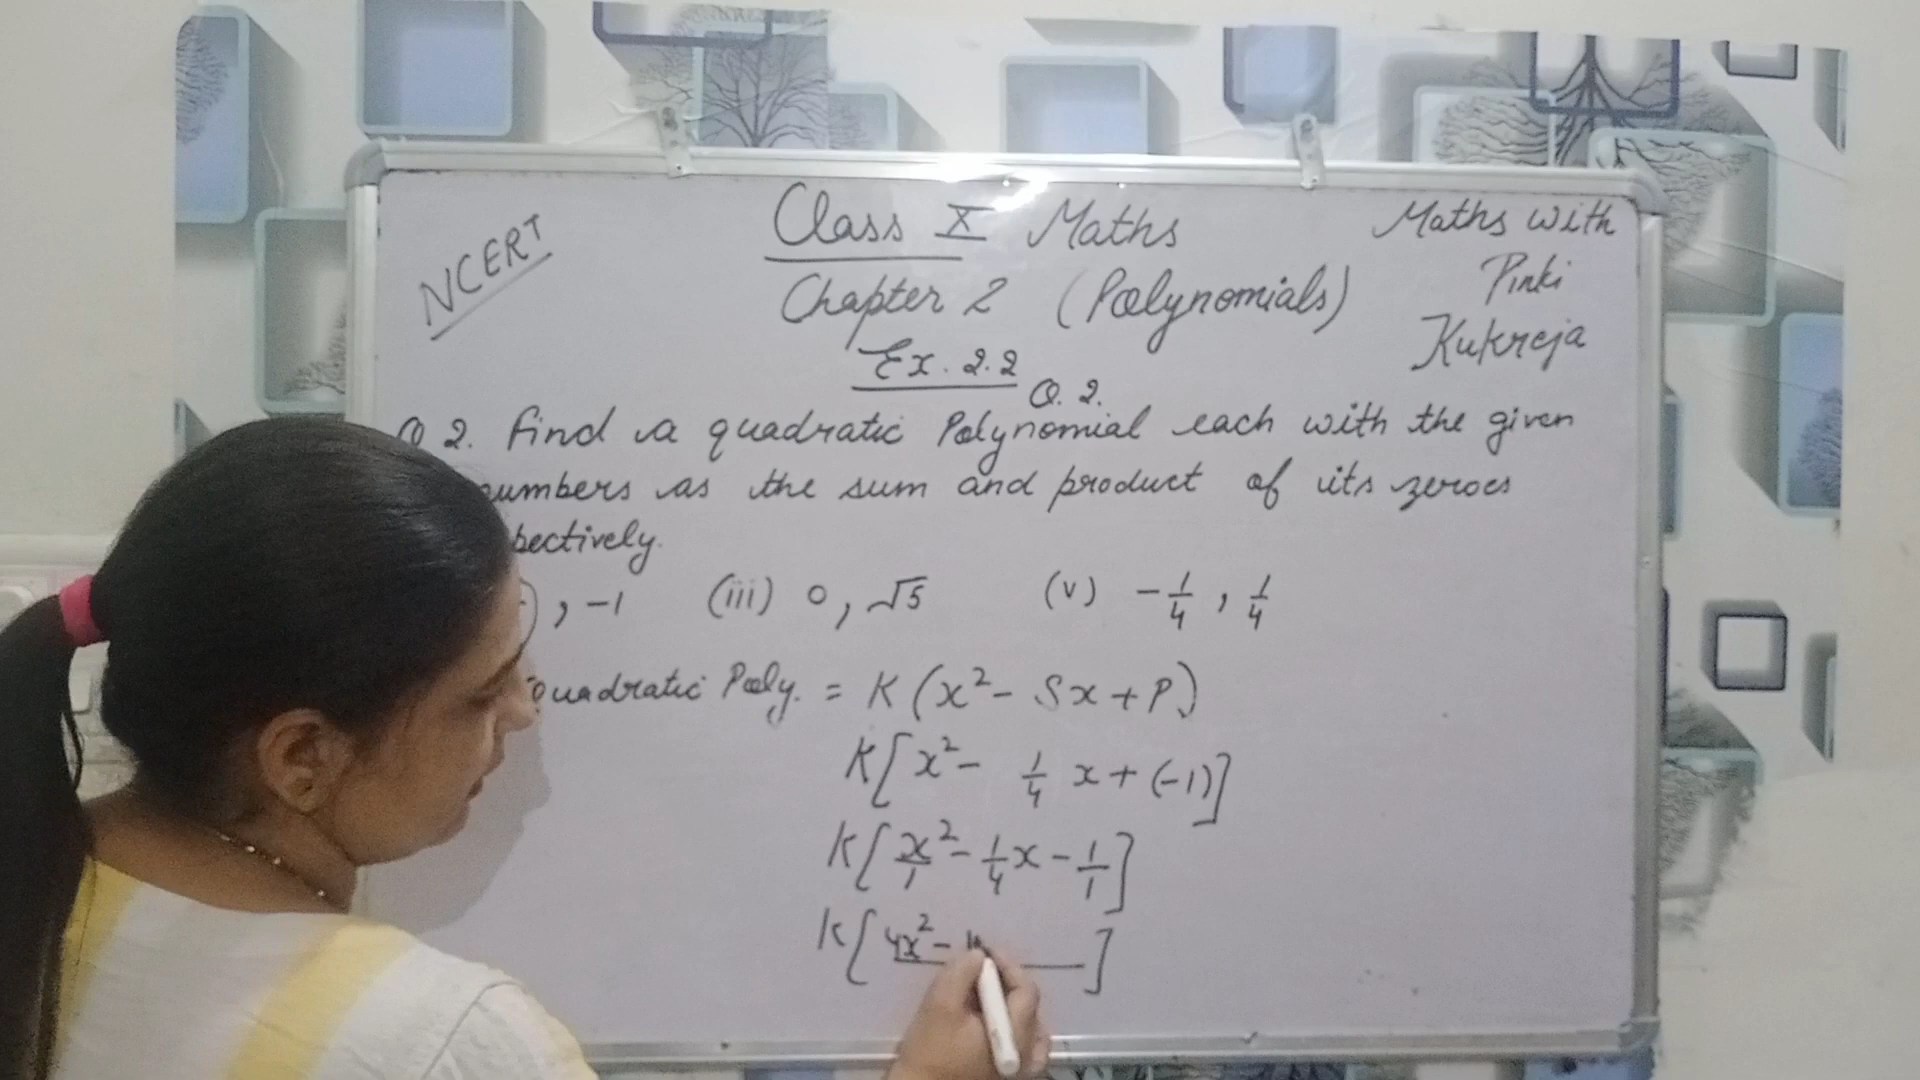 NCERT
Class X Maths
Maths with
Pinki
Kukreja
Chapter 2 (Polynomials)
Ex. 2.2
Q. 2.
Q 2. Find a quadratic Polynomial each with the given
numbers as the sum and product of its zeroes
pectively.
, -1 (iii) 0, √5 (v) -1/4, 1/4
Quadratic Poly. = K(x² - Sx + P)
K[x² - 1/4 x + (-1)]
K[x²/1 - 1/4 x - 1/1]
K[4x² - ]